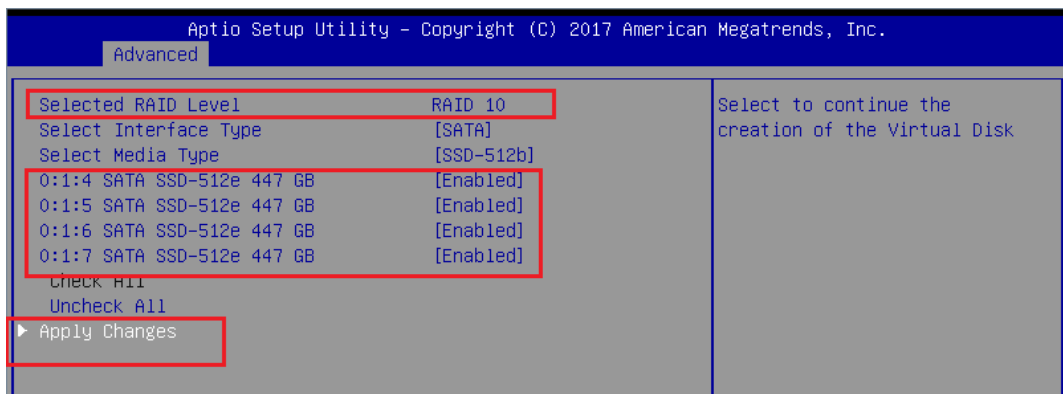 Aptio Setup Utility – Copyright (C) 2017 American Megatrends, Inc.
Advanced
Selected RAID Level RAID 10
Select Interface Type [SATA]
Select Media Type [SSD-512b]
0:1:4 SATA SSD-512e 447 GB [Enabled]
0:1:5 SATA SSD-512e 447 GB [Enabled]
0:1:6 SATA SSD-512e 447 GB [Enabled]
0:1:7 SATA SSD-512e 447 GB [Enabled]
Check All
Uncheck All
Apply Changes
Select to continue the
creation of the Virtual Disk